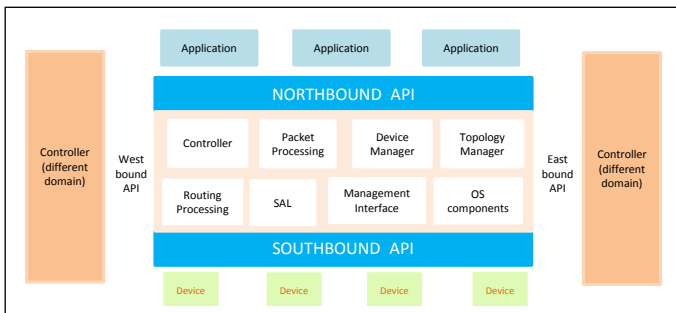 Application
Application
Application
NORTHBOUND API
Controller
(different
domain)
West
bound
API
Controller
Packet
Processing
Device
Manager
Topology
Manager
Routing
Processing
SAL
Management
Interface
OS
components
East
bound
API
Controller
(different
domain)
SOUTHBOUND API
Device
Device
Device
Device